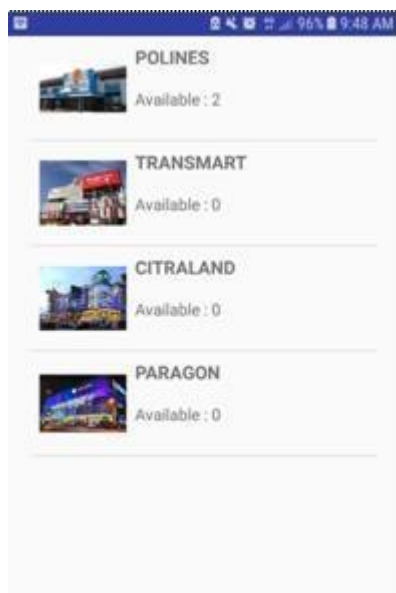 96% 9:48 AM
POLINES
Available : 2
TRANSMART
Available : 0
CITRALAND
Available : 0
PARAGON
Available : 0